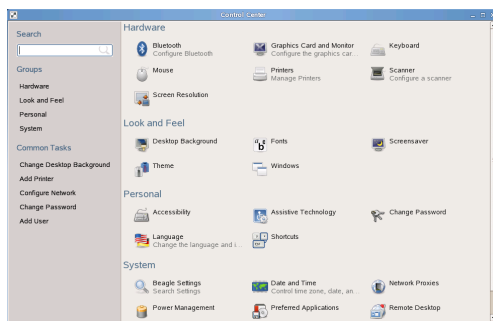 Control Center
Search
Groups
Hardware
Look and Feel
Personal
System
Common Tasks
Change Desktop Background
Add Printer
Configure Network
Change Password
Add User
Hardware
Bluetooth
Configure Bluetooth
Graphics Card and Monitor
Configure the graphics car...
Keyboard
Mouse
Printers
Manage Printers
Scanner
Configure a scanner
Screen Resolution
Look and Feel
Desktop Background
Fonts
Screensaver
Theme
Windows
Personal
Accessibility
Assistive Technology
Change Password
Language
Change the language and i...
Shortcuts
System
Beagle Settings
Search Settings
Date and Time
Control time zone, date, an...
Network Proxies
Power Management
Preferred Applications
Remote Desktop